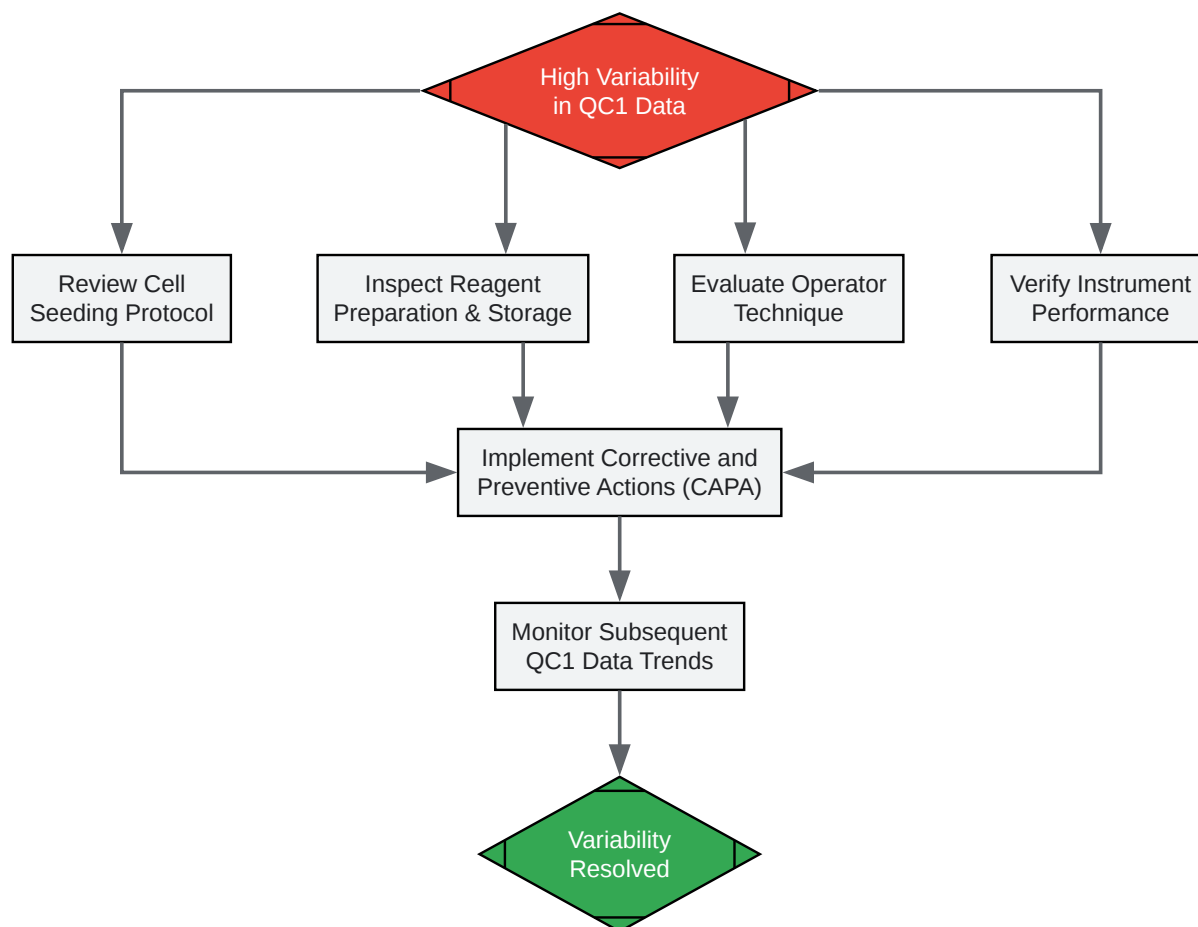 High Variability
in QC1 Data
Review Cell
Seeding Protocol
Inspect Reagent
Preparation & Storage
Evaluate Operator
Technique
Verify Instrument
Performance
Implement Corrective and
Preventive Actions (CAPA)
Monitor Subsequent
QC1 Data Trends
Variability
Resolved